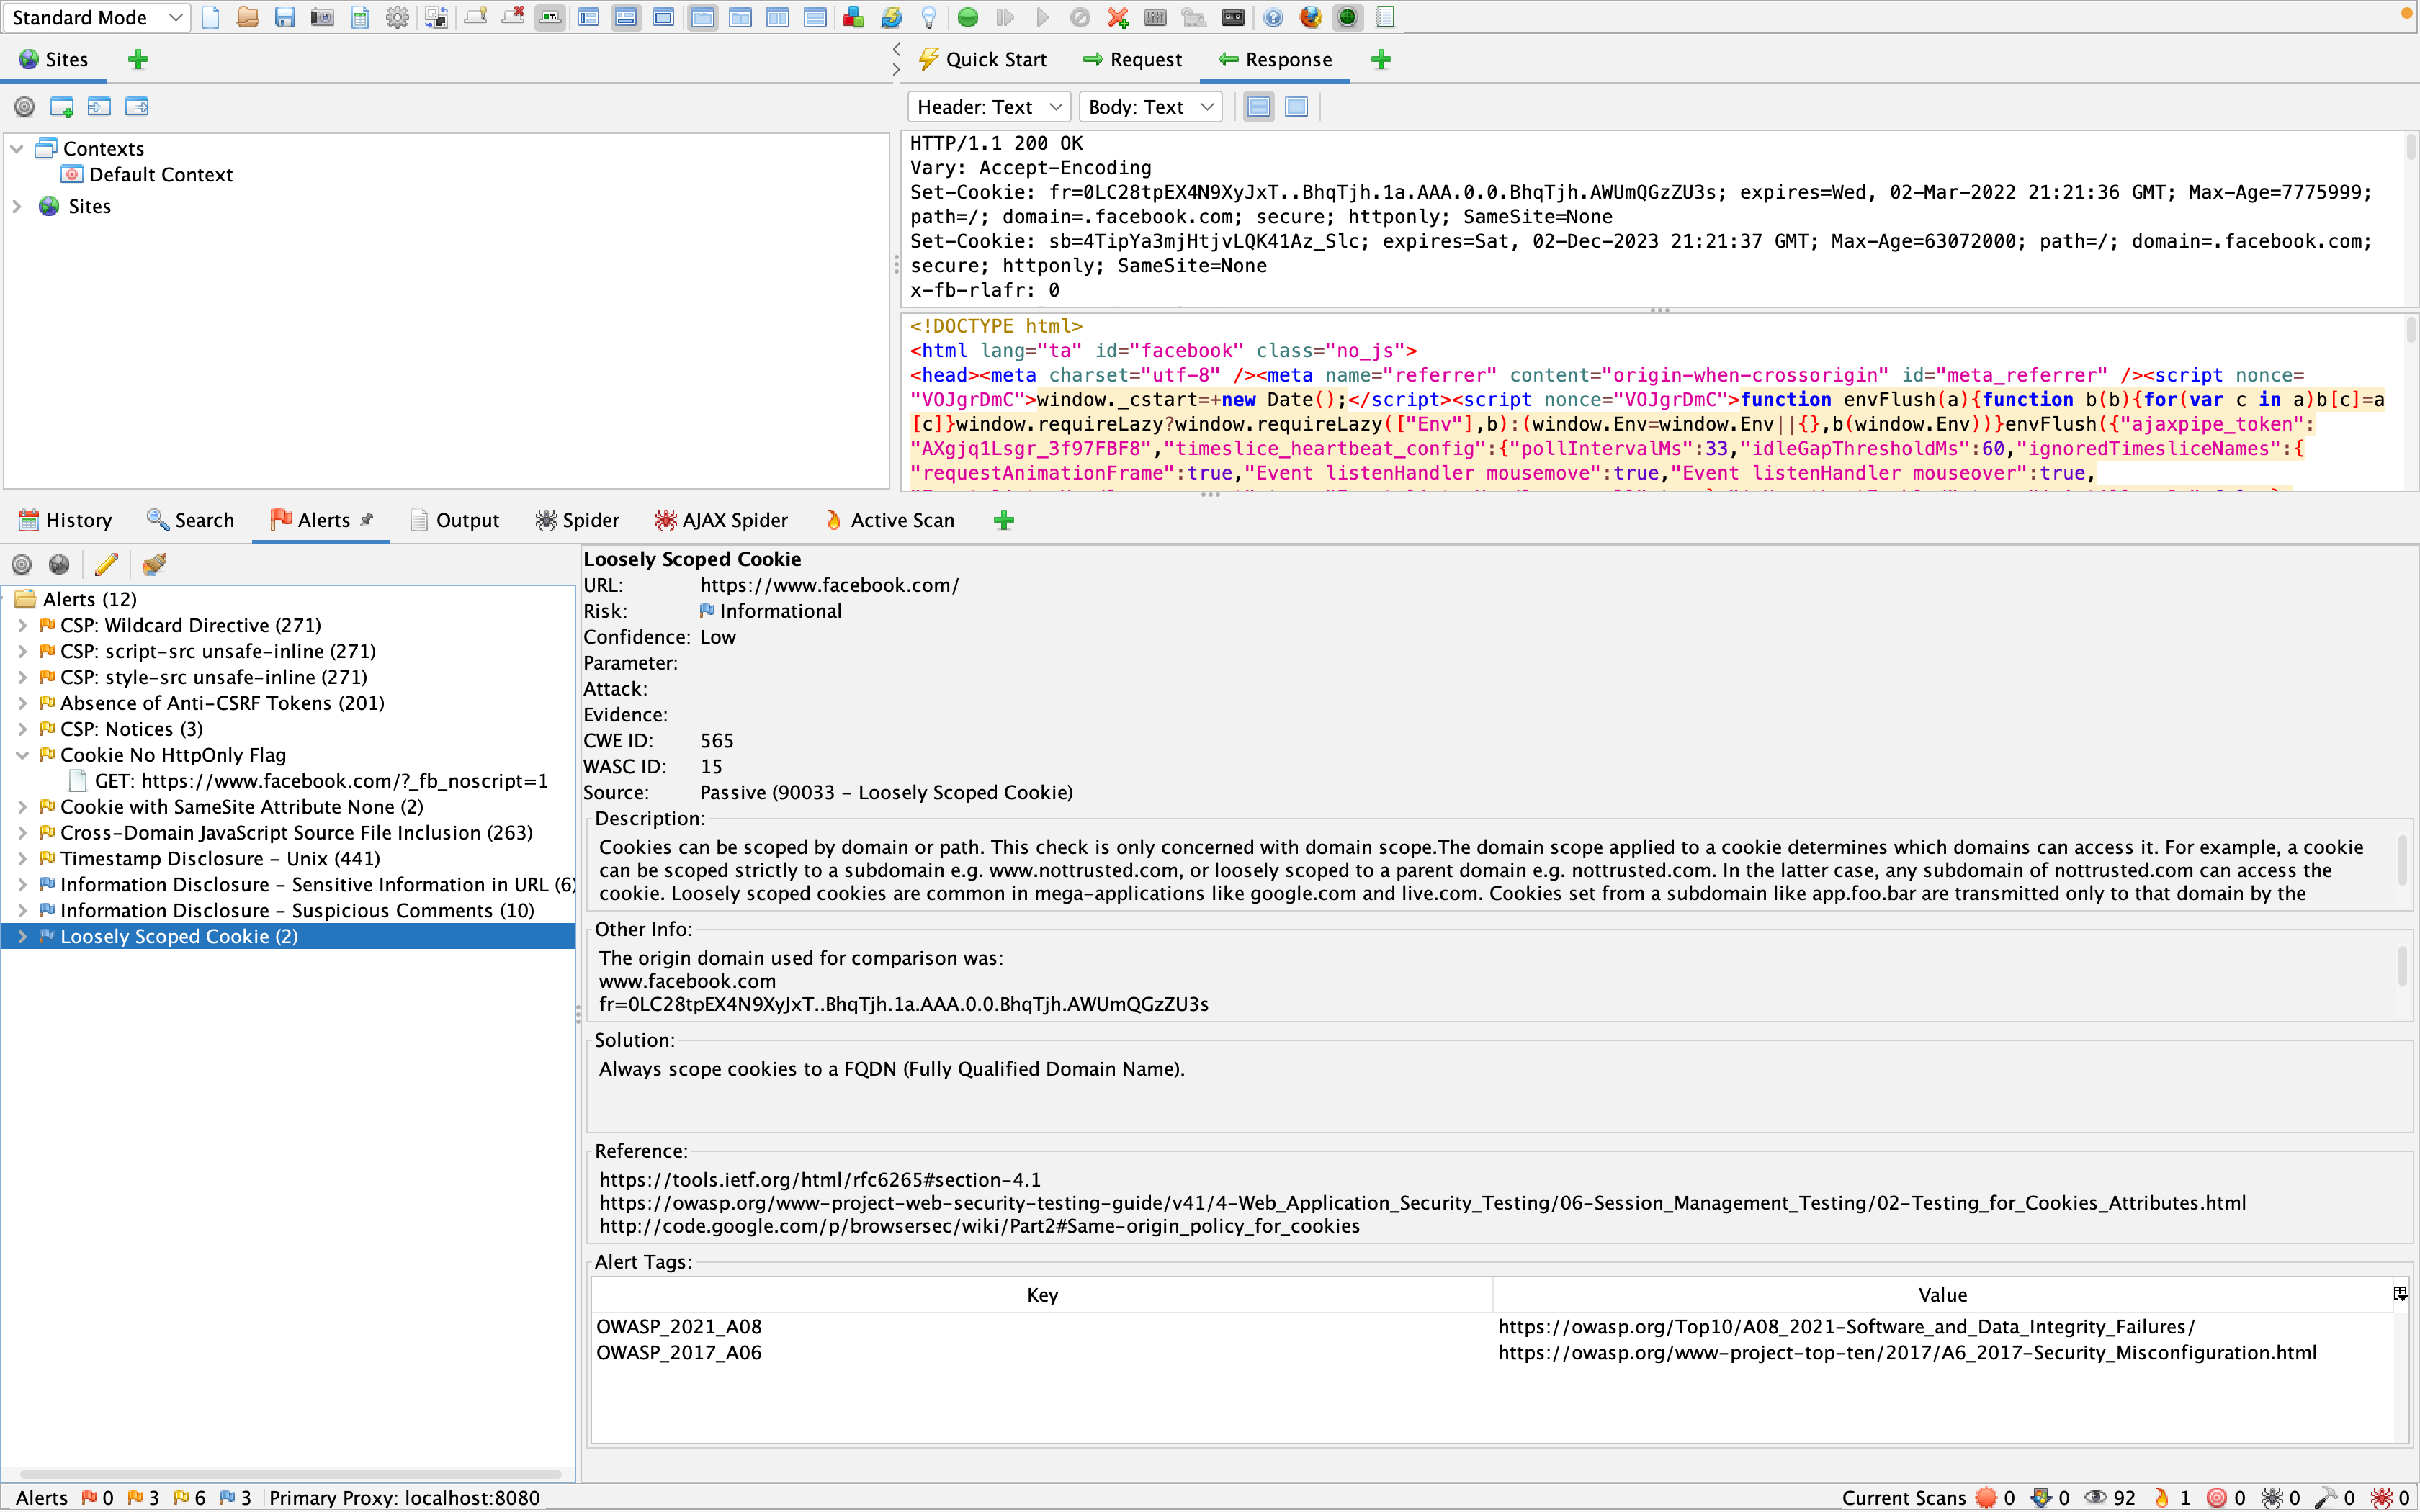 Standard Mode
Sites
Quick Start
Request
Response
Header: Text
Body: Text
Contexts
Default Context
Sites
HTTP/1.1 200 OK
Vary: Accept-Encoding
Set-Cookie: fr=0LC28tpEX4N9XyJxT..BhqTjh.1a.AAA.0.0.BhqTjh.AWUmQGzZU3s; expires=Wed, 02-Mar-2022 21:21:36 GMT; Max-Age=7775999;
path=/; domain=.facebook.com; secure; httponly; SameSite=None
Set-Cookie: sb=4TipYa3mjHtjvLQK41Az_Slc; expires=Sat, 02-Dec-2023 21:21:37 GMT; Max-Age=63072000; path=/; domain=.facebook.com;
secure; httponly; SameSite=None
x-fb-rlafr: 0
<!DOCTYPE html>
<html lang="ta" id="facebook" class="no_js">
<head><meta charset="utf-8" /><meta name="referrer" content="origin-when-crossorigin" id="meta_referrer" /><script nonce=
"VOJgrDmC">window._cstart=+new Date();</script><script nonce="VOJgrDmC">function envFlush(a){function b(b){for(var c in a)b[c]=a
[c]}window.requireLazy?window.requireLazy(["Env"],b):(window.Env=window.Env||{},b(window.Env))}envFlush({"ajaxpipe_token":
"AXgjq1Lsgr_3f97FBF8","timeslice_heartbeat_config":{"pollIntervalMs":33,"idleGapThresholdMs":60,"ignoredTimesliceNames":{
"requestAnimationFrame":true,"Event listenHandler mousemove":true,"Event listenHandler mouseover":true,
History
Search
Alerts
Output
Spider
AJAX Spider
Active Scan
Alerts (12)
CSP: Wildcard Directive (271)
CSP: script-src unsafe-inline (271)
CSP: style-src unsafe-inline (271)
Absence of Anti-CSRF Tokens (201)
CSP: Notices (3)
Cookie No HttpOnly Flag
GET: https://www.facebook.com/?_fb_noscript=1
Cookie with SameSite Attribute None (2)
Cross-Domain JavaScript Source File Inclusion (263)
Timestamp Disclosure - Unix (441)
Information Disclosure - Sensitive Information in URL (6)
Information Disclosure - Suspicious Comments (10)
Loosely Scoped Cookie (2)
Loosely Scoped Cookie
URL: https://www.facebook.com/
Risk: Informational
Confidence: Low
Parameter:
Attack:
Evidence:
CWE ID: 565
WASC ID: 15
Source: Passive (90033 - Loosely Scoped Cookie)
Description:
Cookies can be scoped by domain or path. This check is only concerned with domain scope.The domain scope applied to a cookie determines which domains can access it. For example, a cookie
can be scoped strictly to a subdomain e.g. www.nottrusted.com, or loosely scoped to a parent domain e.g. nottrusted.com. In the latter case, any subdomain of nottrusted.com can access the
cookie. Loosely scoped cookies are common in mega-applications like google.com and live.com. Cookies set from a subdomain like app.foo.bar are transmitted only to that domain by the
Other Info:
The origin domain used for comparison was:
www.facebook.com
fr=0LC28tpEX4N9XyJxT..BhqTjh.1a.AAA.0.0.BhqTjh.AWUmQGzZU3s
Solution:
Always scope cookies to a FQDN (Fully Qualified Domain Name).
Reference:
https://tools.ietf.org/html/rfc6265#section-4.1
https://owasp.org/www-project-web-security-testing-guide/v41/4-Web_Application_Security_Testing/06-Session_Management_Testing/02-Testing_for_Cookies_Attributes.html
http://code.google.com/p/browsersec/wiki/Part2#Same-origin_policy_for_cookies
Alert Tags:
Key Value
OWASP_2021_A08 https://owasp.org/Top10/A08_2021-Software_and_Data_Integrity_Failures/
OWASP_2017_A06 https://owasp.org/www-project-top-ten/2017/A6_2017-Security_Misconfiguration.html
Alerts 0 3 6 3 Primary Proxy: localhost:8080
Current Scans 0 0 92 1 0 0 0 0